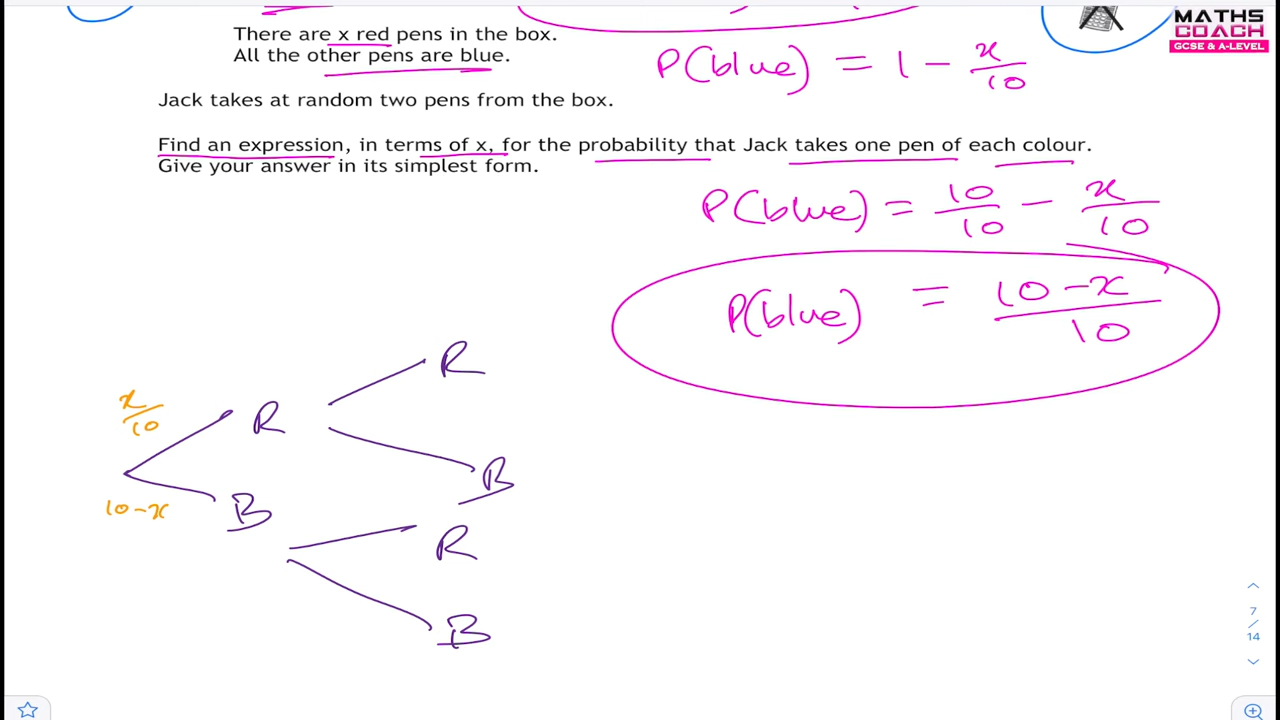 There are x red pens in the box.
All the other pens are blue.
P(blue) = 1 - x/10
MATHS
COACH
GCSE & A-LEVEL
Jack takes at random two pens from the box.
Find an expression, in terms of x, for the probability that Jack takes one pen of each colour.
Give your answer in its simplest form.
P(blue) = 10/10 - x/10
P(blue) = 10-x/10
R
x/10
R
B
10-x
B
R
B
7
/
14